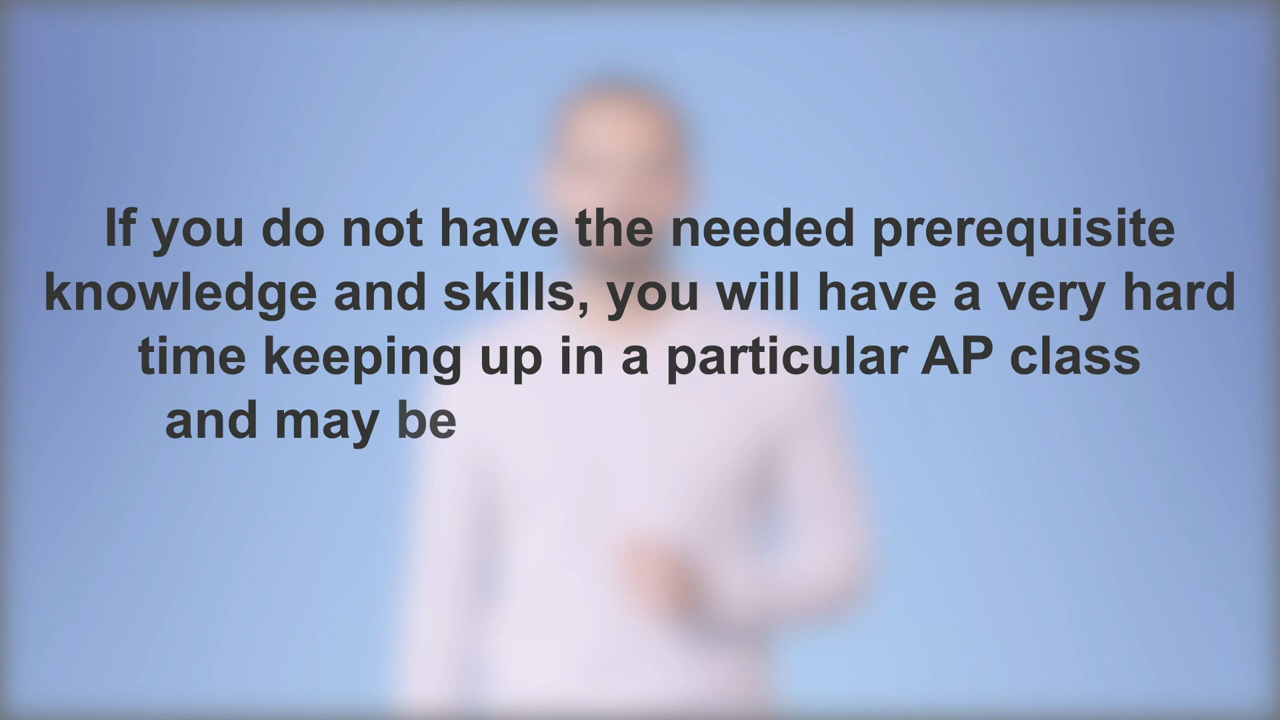 If you do not have the needed prerequisite
knowledge and skills, you will have a very hard
time keeping up in a particular AP class
and may be